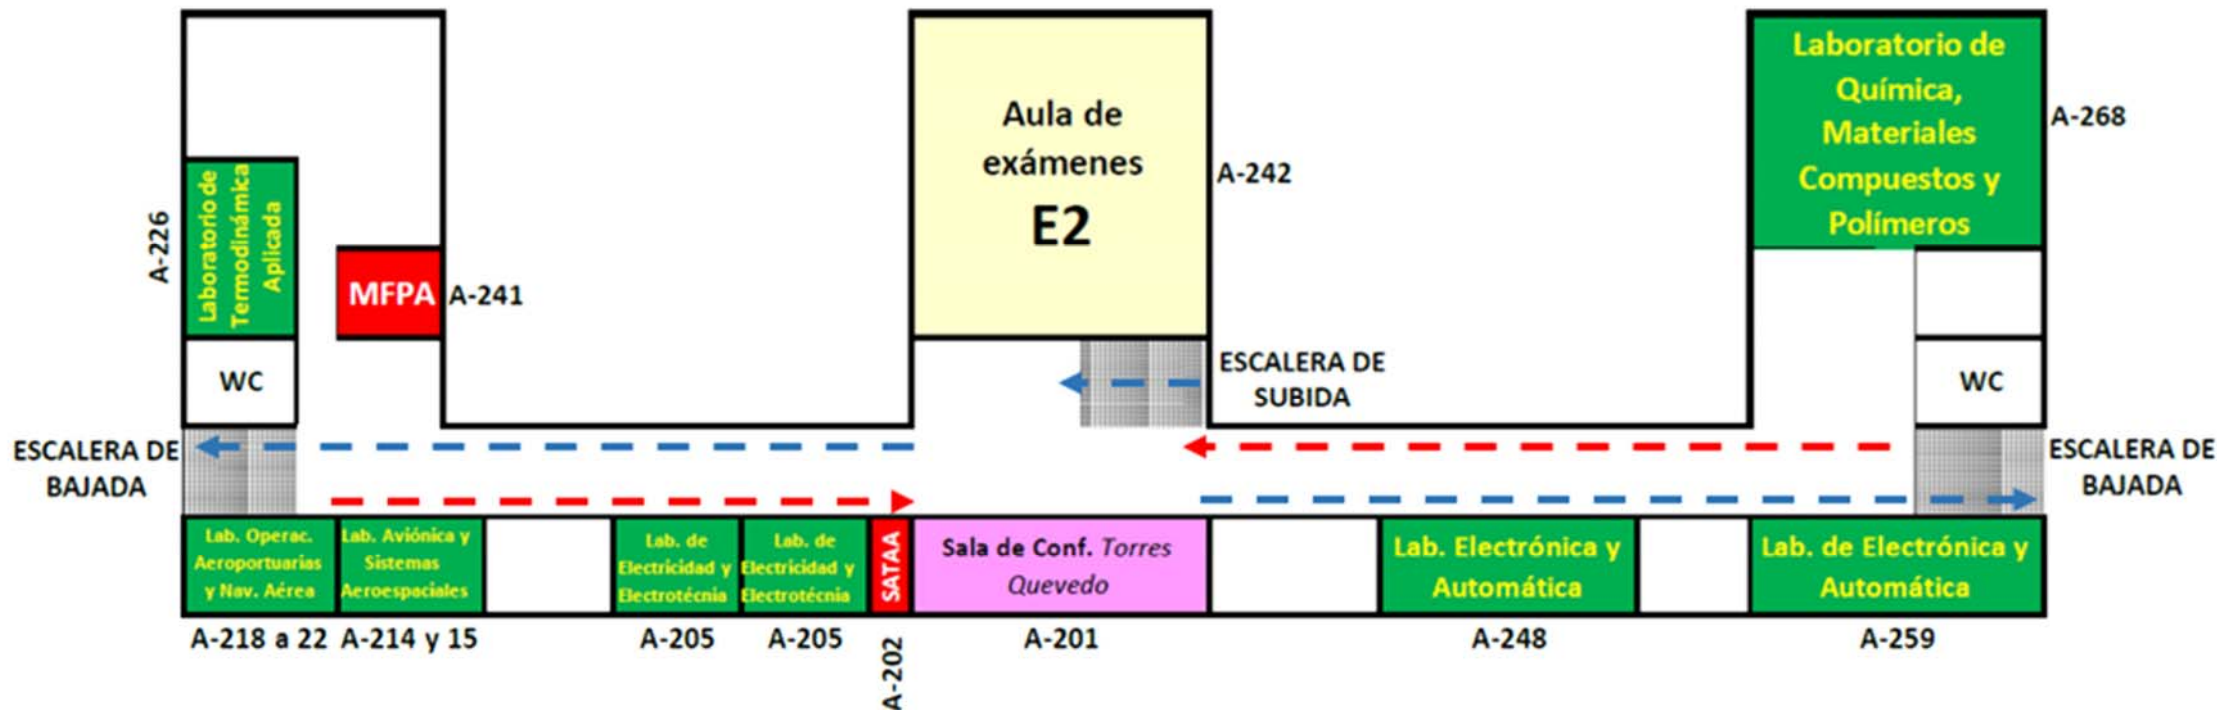 Laboratorio de
Química,
Materiales
Compuestos y
Polímeros
A-268
Aula de
exámenes
E2
A-242
A-226
Laboratorio de
Termodinámica
Aplicada
MFPA
A-241
WC
ESCALERA DE
SUBIDA
WC
ESCALERA DE
BAJADA
ESCALERA DE
BAJADA
Lab. Operac.
Aeroportuarias
y Nav. Aérea
Lab. Aviónica y
Sistemas
Aeroespaciales
Lab. de
Electricidad y
Electrotécnia
Lab. de
Electricidad y
Electrotécnia
SATAA
Sala de Conf. Torres
Quevedo
Lab. Electrónica y
Automática
Lab. de Electrónica y
Automática
A-218 a 22
A-214 y 15
A-205
A-205
A-202
A-201
A-248
A-259